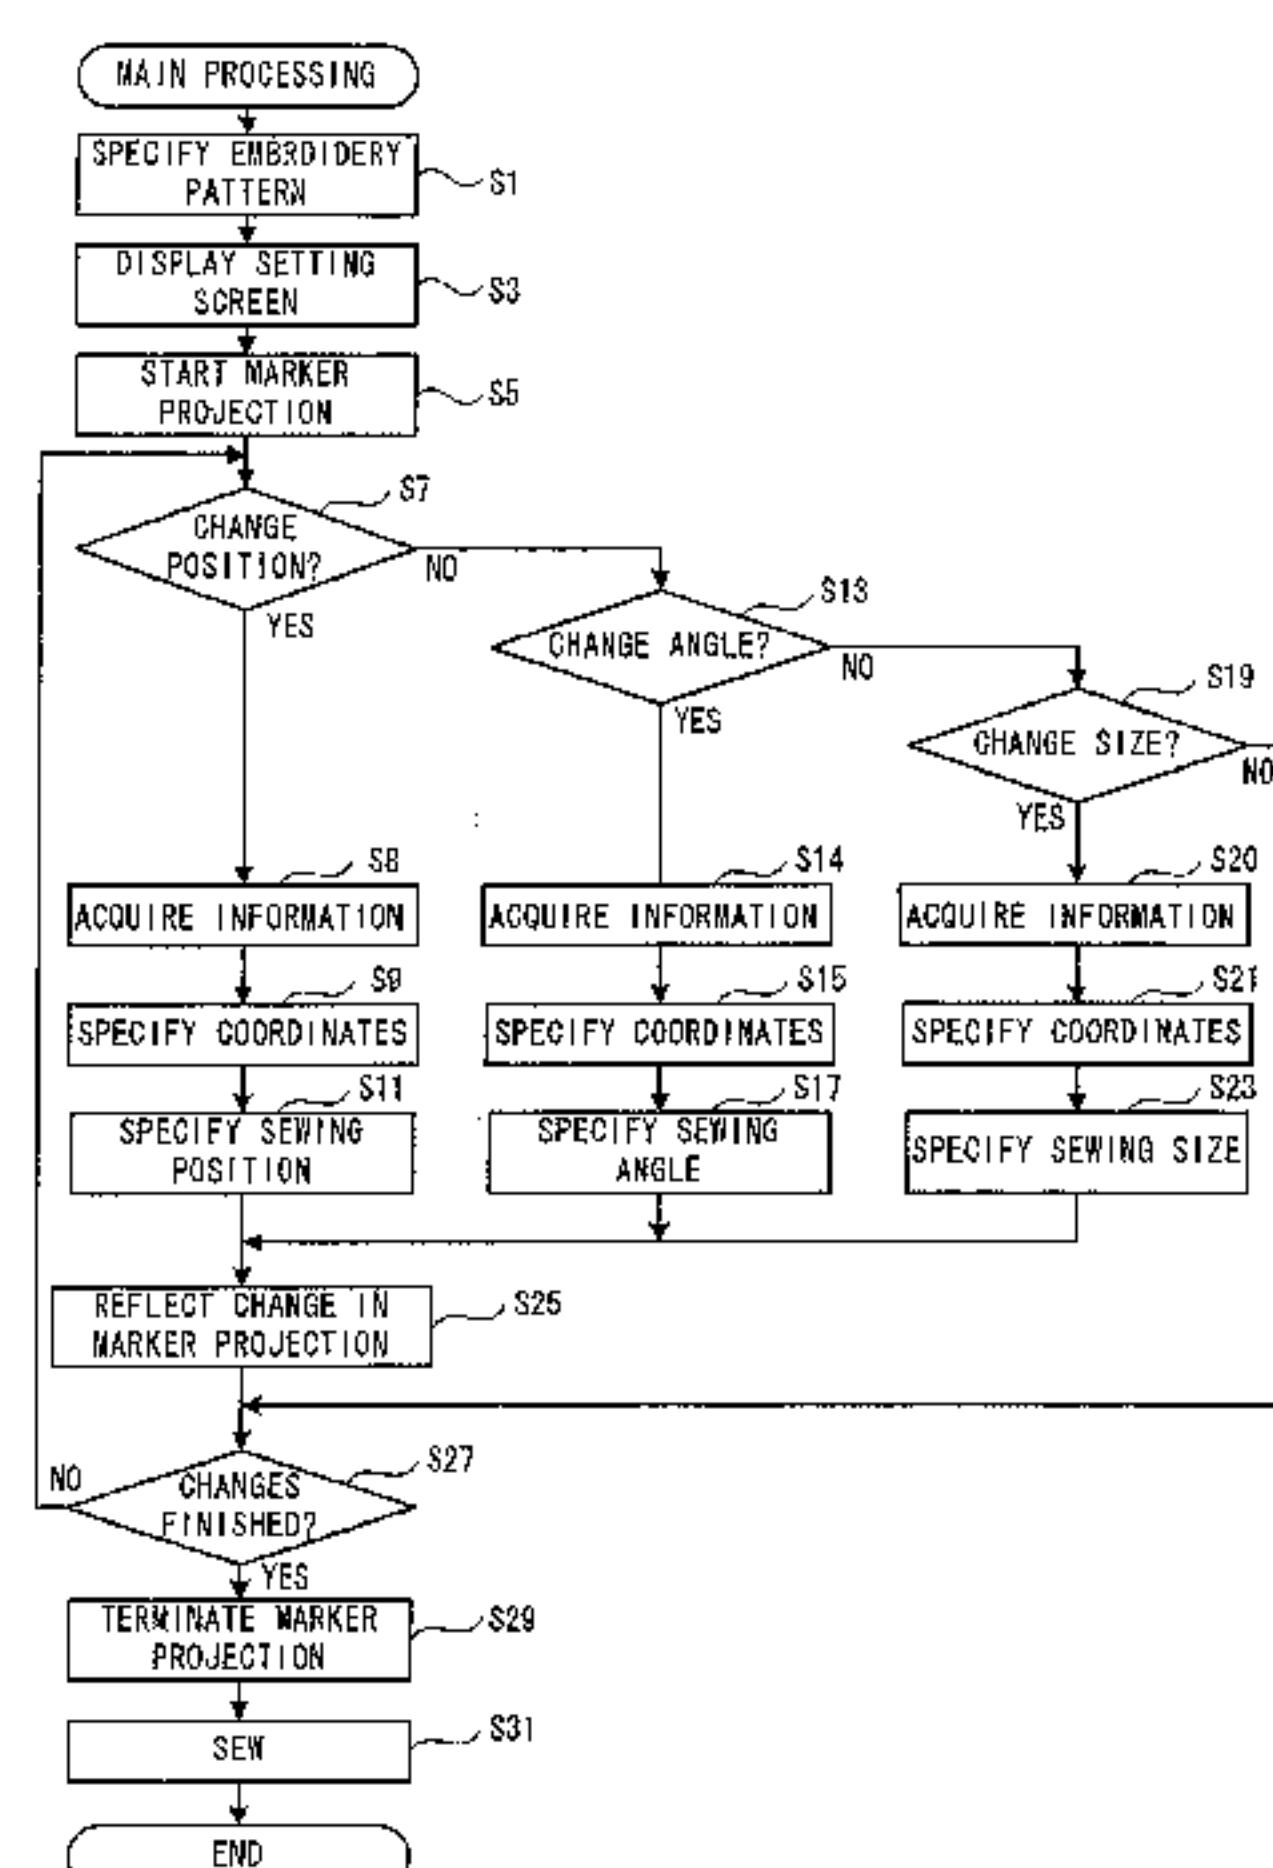 MAIN PROCESSING
SPECIFY EMBROIDERY
PATTERN
S1
DISPLAY SETTING
SCREEN
S3
START MARKER
PROJECTION
S5
S7
CHANGE
POSITION?
NO
YES
S13
CHANGE ANGLE?
NO
YES
S19
CHANGE SIZE?
NO
YES
S8
ACQUIRE INFORMATION
S14
ACQUIRE INFORMATION
S20
ACQUIRE INFORMATION
S9
SPECIFY COORDINATES
S15
SPECIFY COORDINATES
S21
SPECIFY COORDINATES
S11
SPECIFY SEWING
POSITION
S17
SPECIFY SEWING
ANGLE
S23
SPECIFY SEWING SIZE
REFLECT CHANGE IN
MARKER PROJECTION
S25
S27
NO
CHANGES
FINISHED?
YES
TERMINATE MARKER
PROJECTION
S29
SEW
S31
END